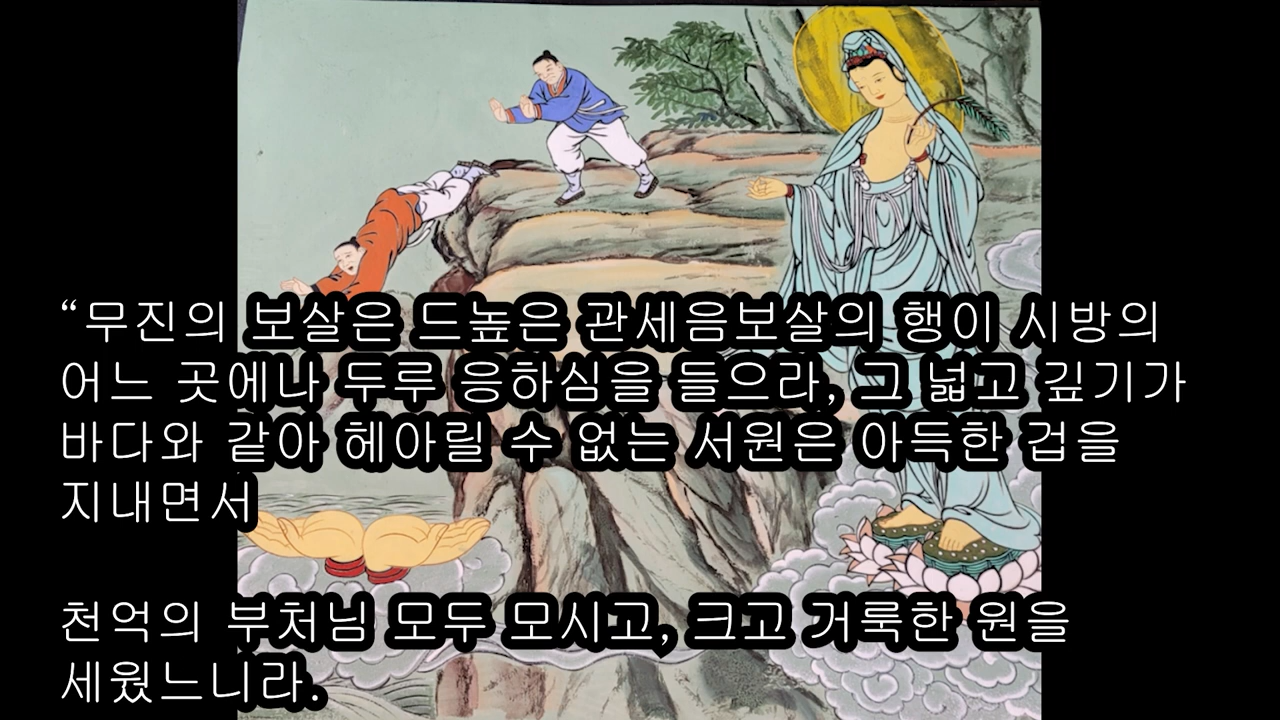 “무진의 보살은 드높은 관세음보살의 행이 시방의
어느 곳에나 두루 응하심을 들으라, 그 넓고 깊기가
바다와 같아 헤아릴 수 없는 서원은 아득한 겁을
지내면서
천억의 부처님 모두 모시고, 크고 거룩한 원을
세웠느니라.